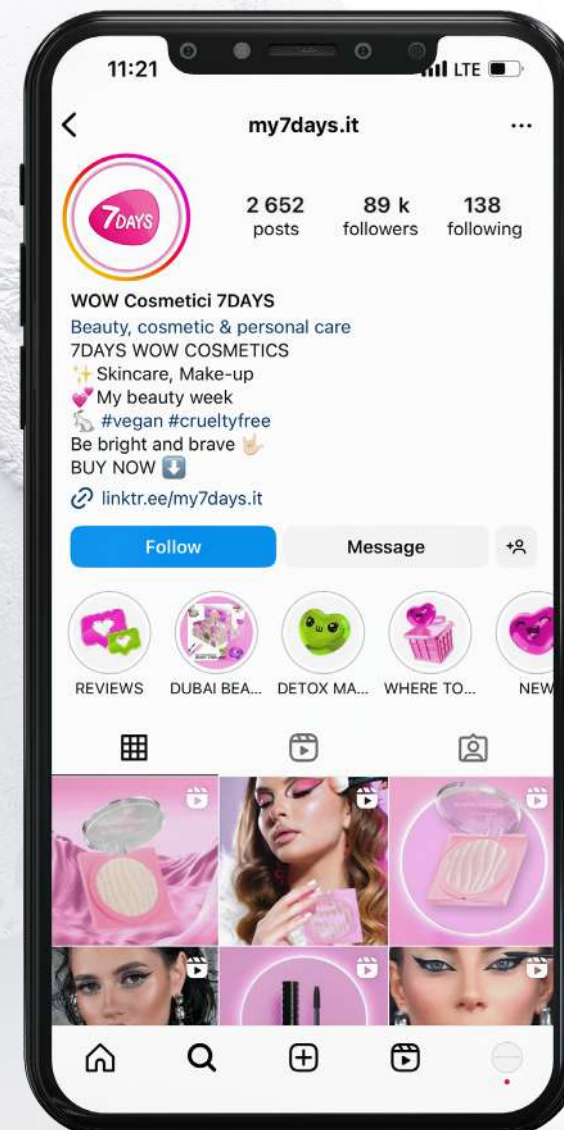 11:21
LTE
my7days.it
7DAYS
2 652 89 k 138
posts followers following
WOW Cosmetici 7DAYS
Beauty, cosmetic & personal care
7DAYS WOW COSMETICS
✨ Skincare, Make-up
💕 My beauty week
🐇 #vegan #crueltyfree
Be bright and brave 🤟🏻
BUY NOW ⬇️
linktr.ee/my7days.it
Follow Message
REVIEWS DUBAI BEA... DETOX MA... WHERE TO... NEW